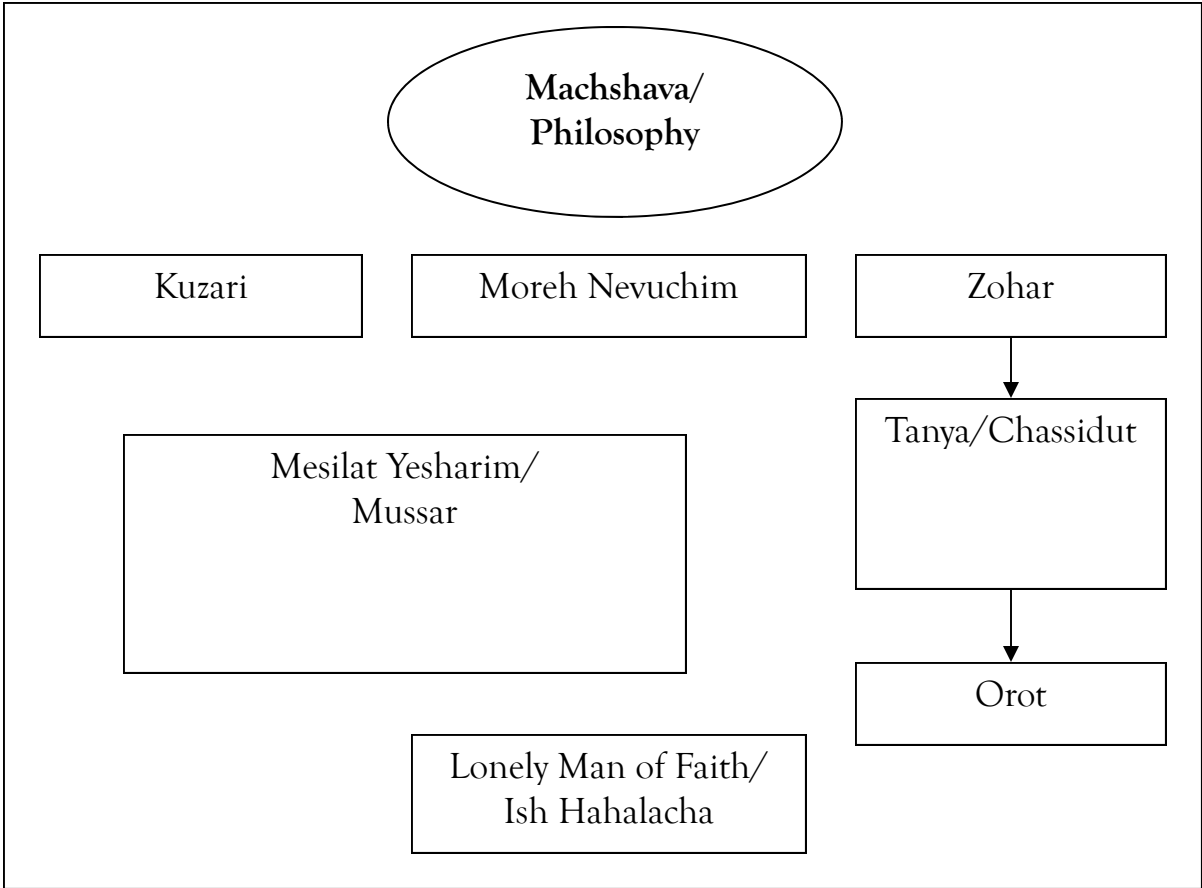 Machshava/
Philosophy
Kuzari
Moreh Nevuchim
Zohar
Tanya/Chassidut
Mesilat Yesharim/
Mussar
Orot
Lonely Man of Faith/
Ish Hahalacha